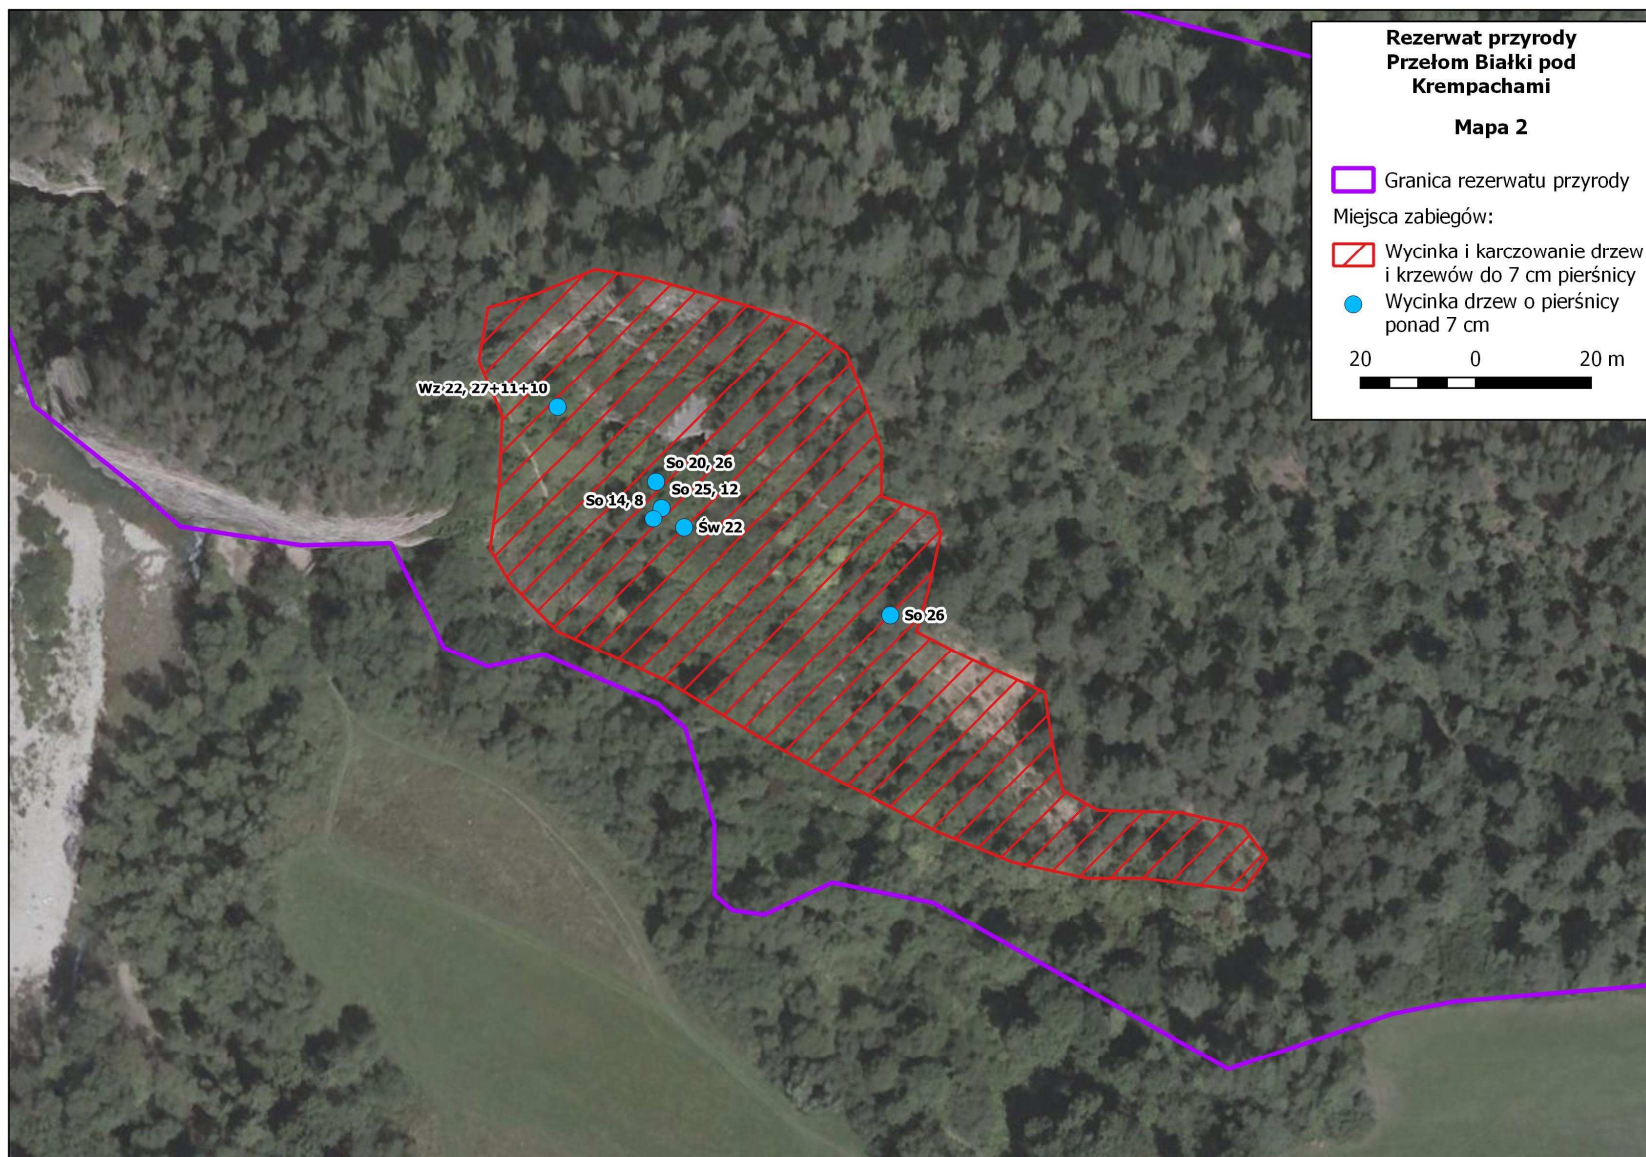 Rezerwat przyrody
Przełom Białki pod
Krempachami
Mapa 2
Granica rezerwatu przyrody
Miejsca zabiegów:
Wycinka i karczowanie drzew
i krzewów do 7 cm pierśnicy
Wycinka drzew o pierśnicy
ponad 7 cm
20 0 20 m
Wz 22, 27+11+10
So 20, 26
So 25, 12
So 14, 8
Św 22
So 26